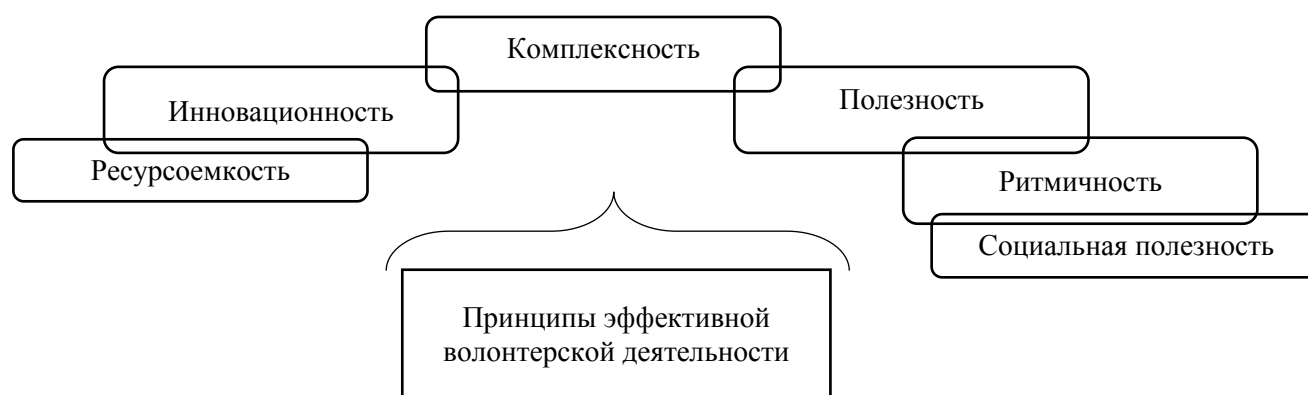 Комплексность
Инновационность
Полезность
Ресурсоемкость
Ритмичность
Социальная полезность
Принципы эффективной
волонтерской деятельности